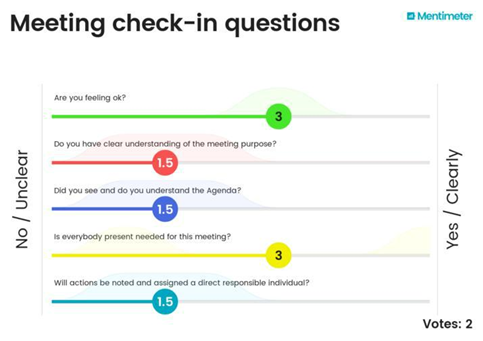 Meeting check-in questions
Mentimeter
Are you feeling ok?
3
Do you have clear understanding of the meeting purpose?
1.5
Did you see and do you understand the Agenda?
1.5
Is everybody present needed for this meeting?
3
Will actions be noted and assigned a direct responsible individual?
1.5
No / Unclear
Yes / Clearly
Votes: 2